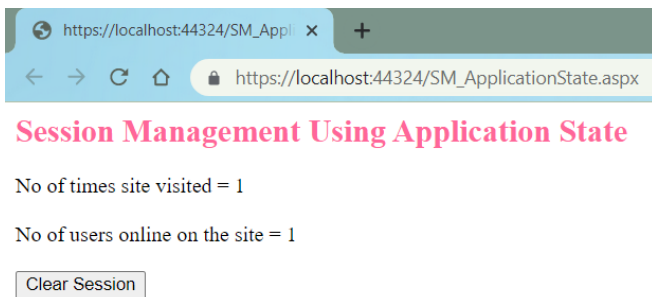 https://localhost:44324/SM_Appli
https://localhost:44324/SM_ApplicationState.aspx
Session Management Using Application State
No of times site visited = 1
No of users online on the site = 1
Clear Session